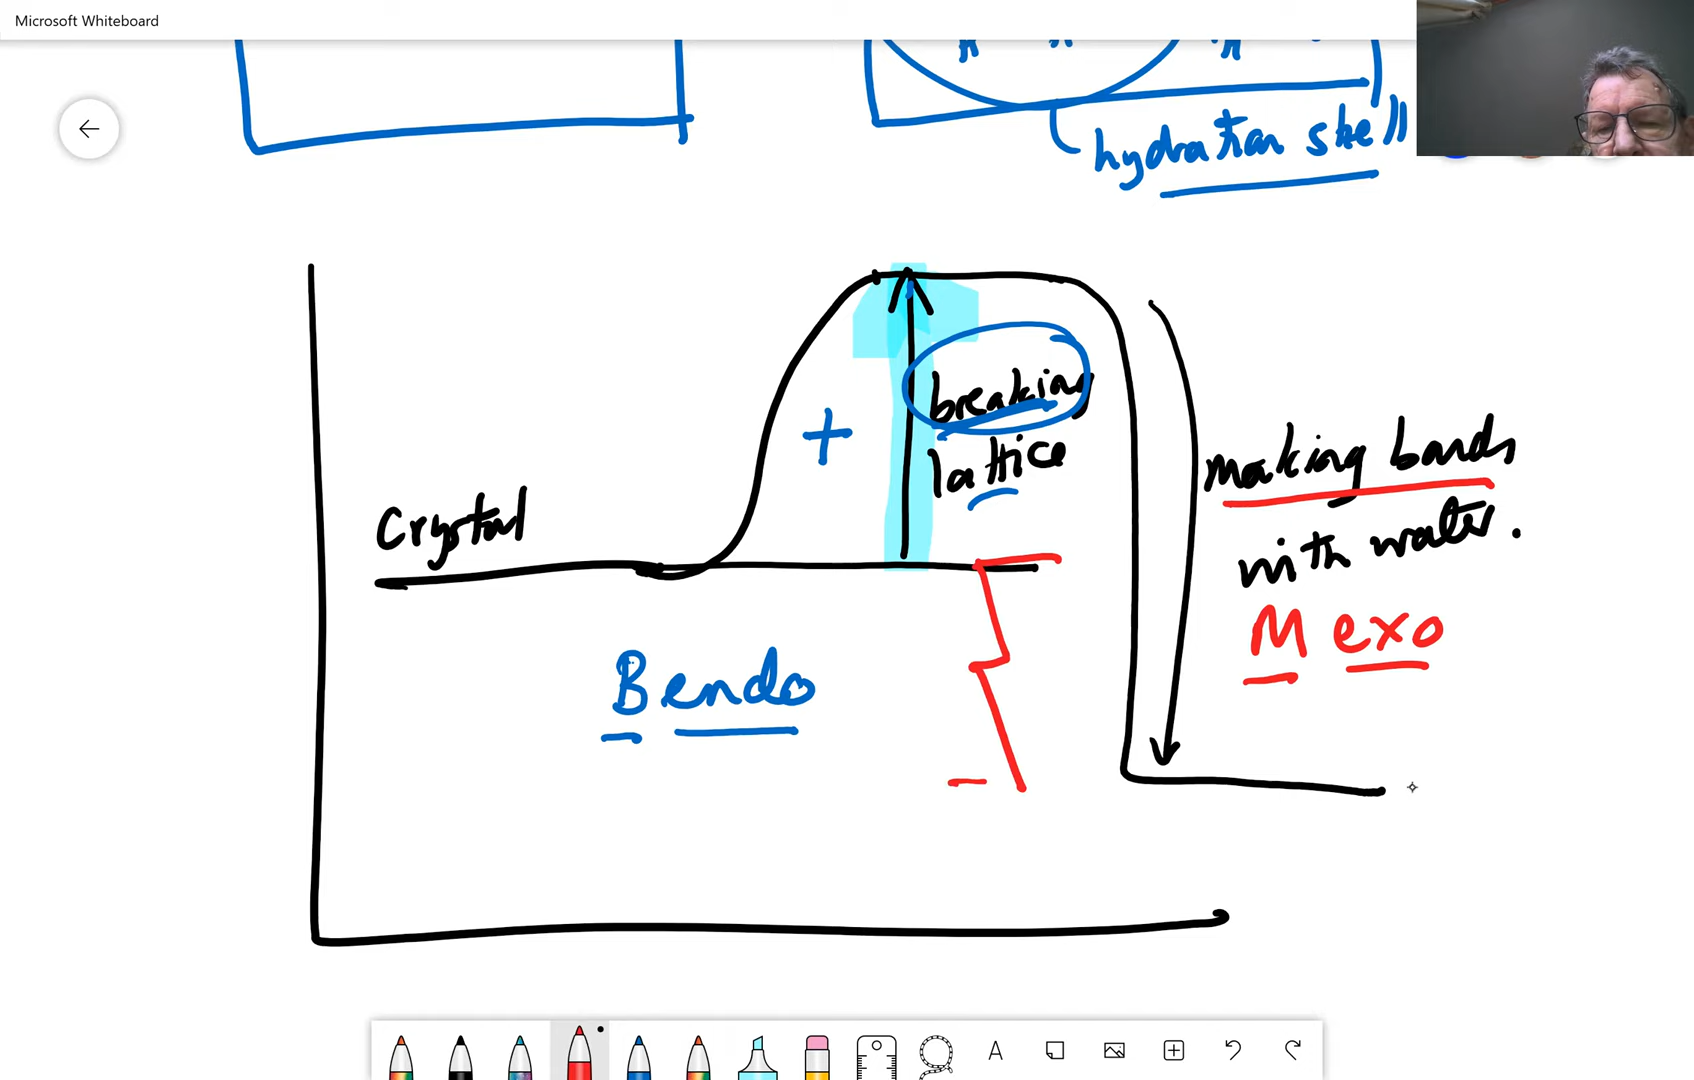 Microsoft Whiteboard
hydration shell
breaking
lattice
Crystal
+
making bonds
with water.
M exo
B endo
-
A